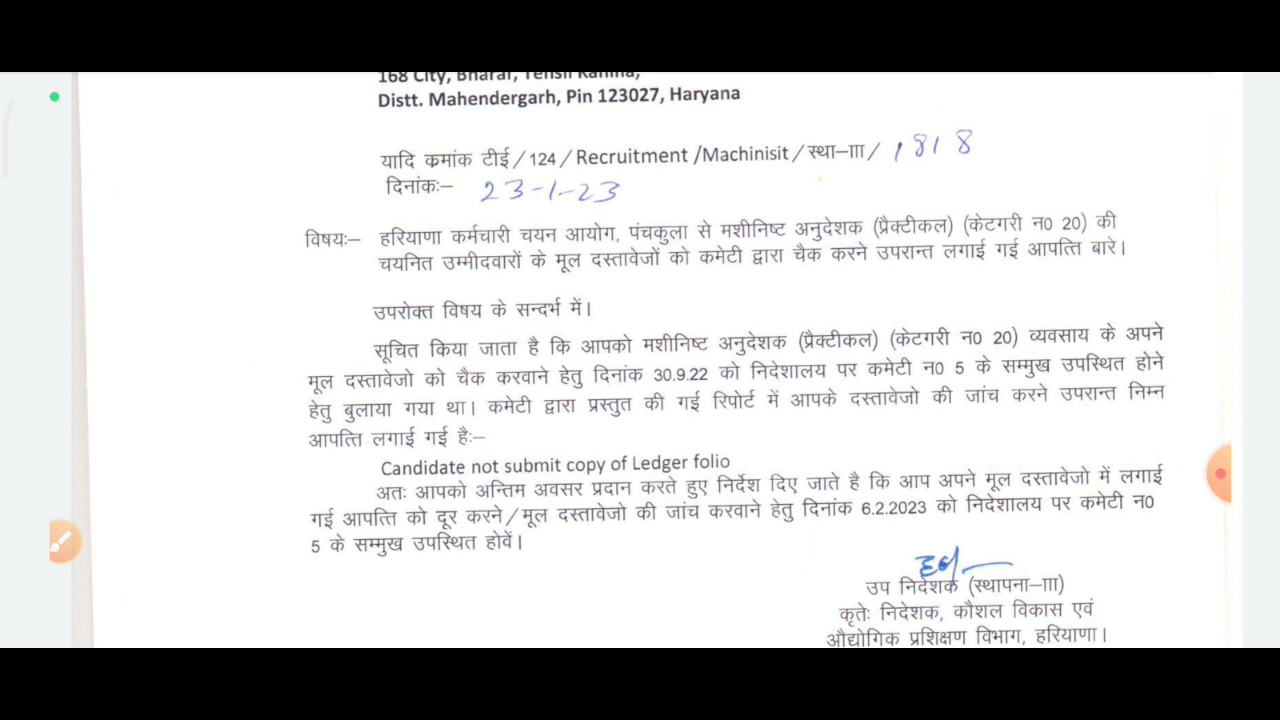 168 City, Bharaf, Tehsil Kanina,
Distt. Mahendergarh, Pin 123027, Haryana
यादि क्रमांक टीई/124/Recruitment/Machinisit/स्था–III/ 1818
दिनांकः– 23-1-23
विषयः– हरियाणा कर्मचारी चयन आयोग, पंचकुला से मशीनिष्ट अनुदेशक (प्रैक्टीकल) (केटगरी न0 20) की
चयनित उम्मीदवारों के मूल दस्तावेजों को कमेटी द्वारा चैक करने उपरान्त लगाई गई आपत्ति बारे।
उपरोक्त विषय के सन्दर्भ में।
सूचित किया जाता है कि आपको मशीनिष्ट अनुदेशक (प्रैक्टीकल) (केटगरी न0 20) व्यवसाय के अपने
मूल दस्तावेजो को चैक करवाने हेतु दिनांक 30.9.22 को निदेशालय पर कमेटी न0 5 के सम्मुख उपस्थित होने
हेतु बुलाया गया था। कमेटी द्वारा प्रस्तुत की गई रिपोर्ट में आपके दस्तावेजो की जांच करने उपरान्त निम्न
आपत्ति लगाई गई हैः–
Candidate not submit copy of Ledger folio
अतः आपको अन्तिम अवसर प्रदान करते हुए निर्देश दिए जाते है कि आप अपने मूल दस्तावेजो में लगाई
गई आपत्ति को दूर करने/मूल दस्तावेजो की जांच करवाने हेतु दिनांक 6.2.2023 को निदेशालय पर कमेटी न0
5 के सम्मुख उपस्थित होवें।
उप निदेशक (स्थापना–III)
कृतेः निदेशक, कौशल विकास एवं
औद्योगिक प्रशिक्षण विभाग, हरियाणा।